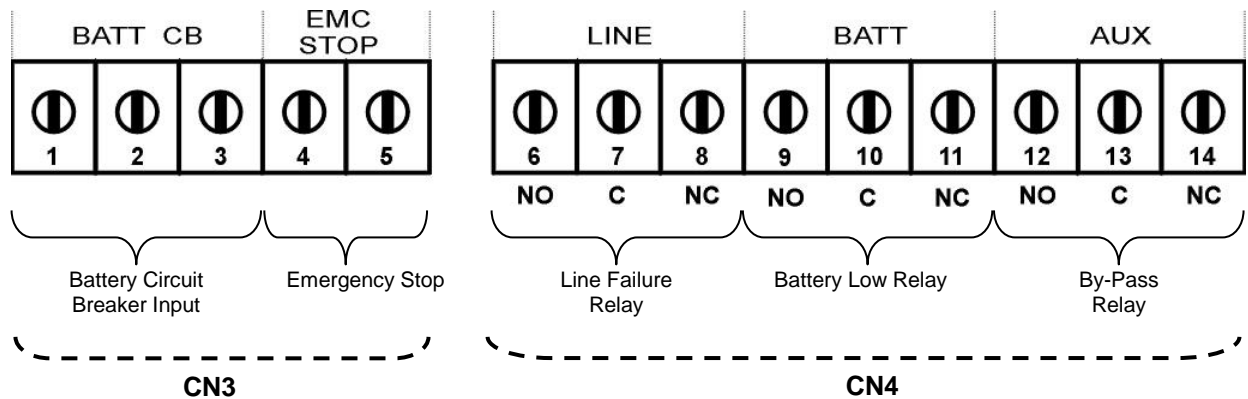 BATT CB
EMC
STOP
LINE
BATT
AUX
1 2 3 4 5
6 7 8 9 10 11 12 13 14
NO C NC NO C NC NO C NC
Battery Circuit
Breaker Input
Emergency Stop
Line Failure
Relay
Battery Low Relay
By-Pass
Relay
CN3
CN4